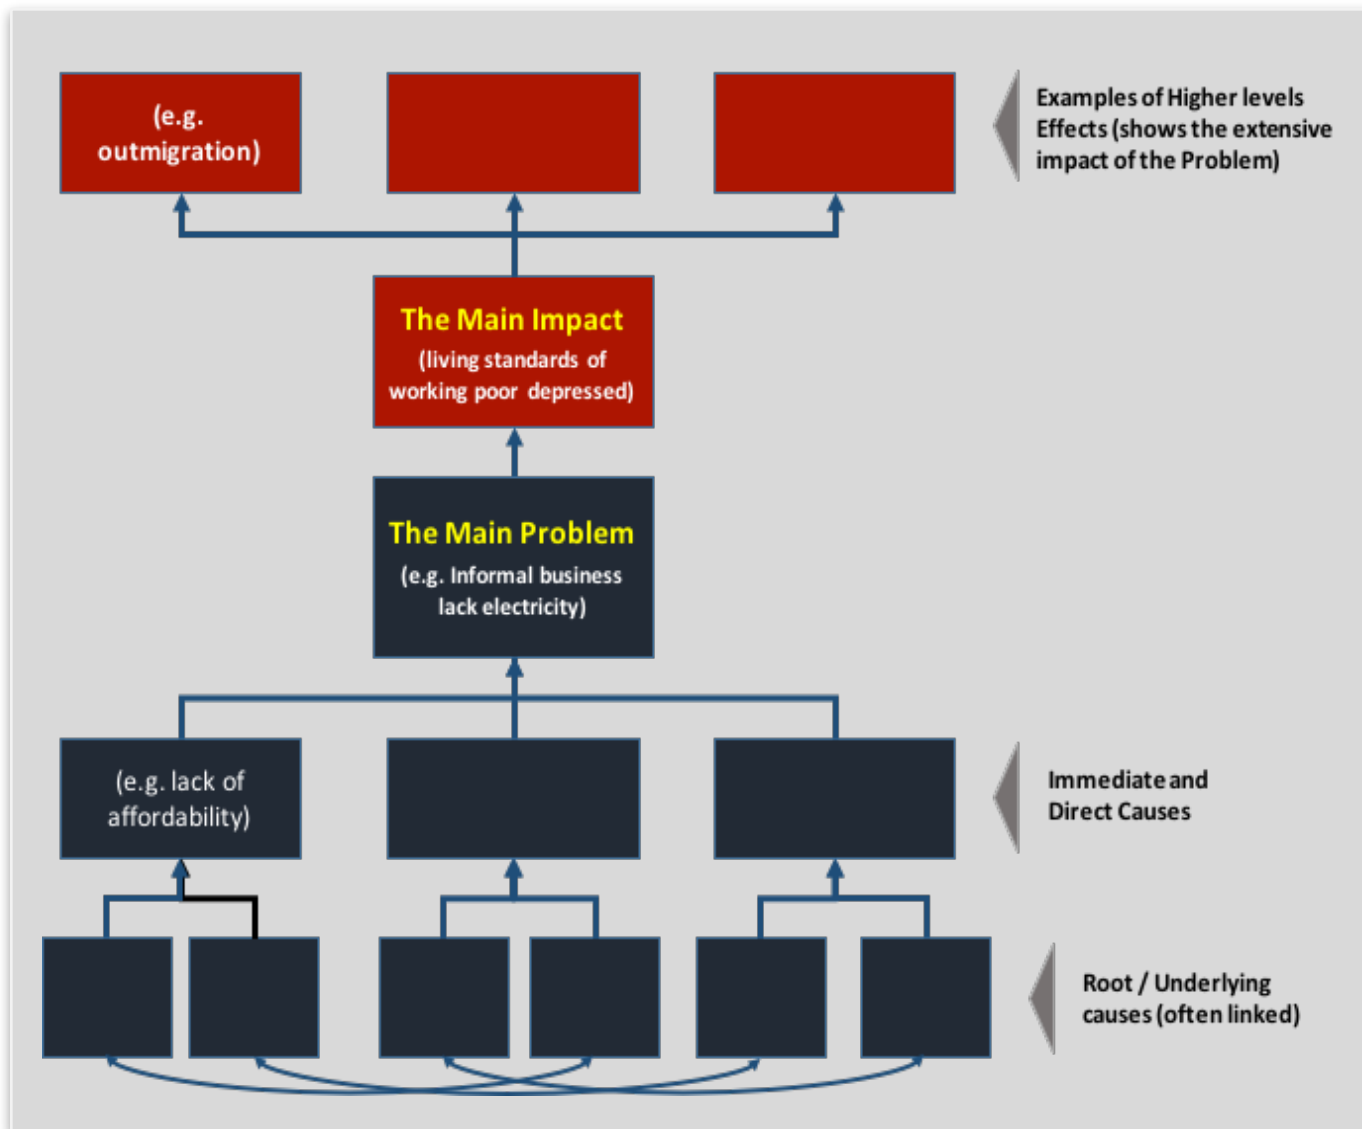 (e.g.
outmigration)
Examples of Higher levels
Effects (shows the extensive
impact of the Problem)
The Main Impact
(living standards of
working poor depressed)
The Main Problem
(e.g. Informal business
lack electricity)
(e.g. lack of
affordability)
Immediate and
Direct Causes
Root / Underlying
causes (often linked)